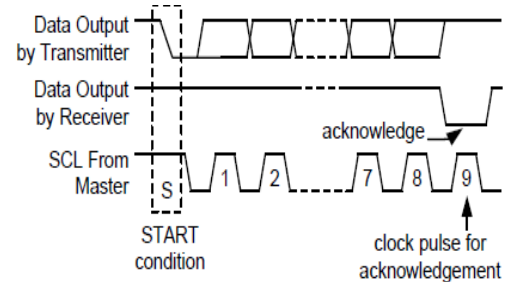 Data Output
by Transmitter
Data Output
by Receiver
acknowledge
SCL From
Master
S
1
2
7
8
9
START
condition
clock pulse for
acknowledgement